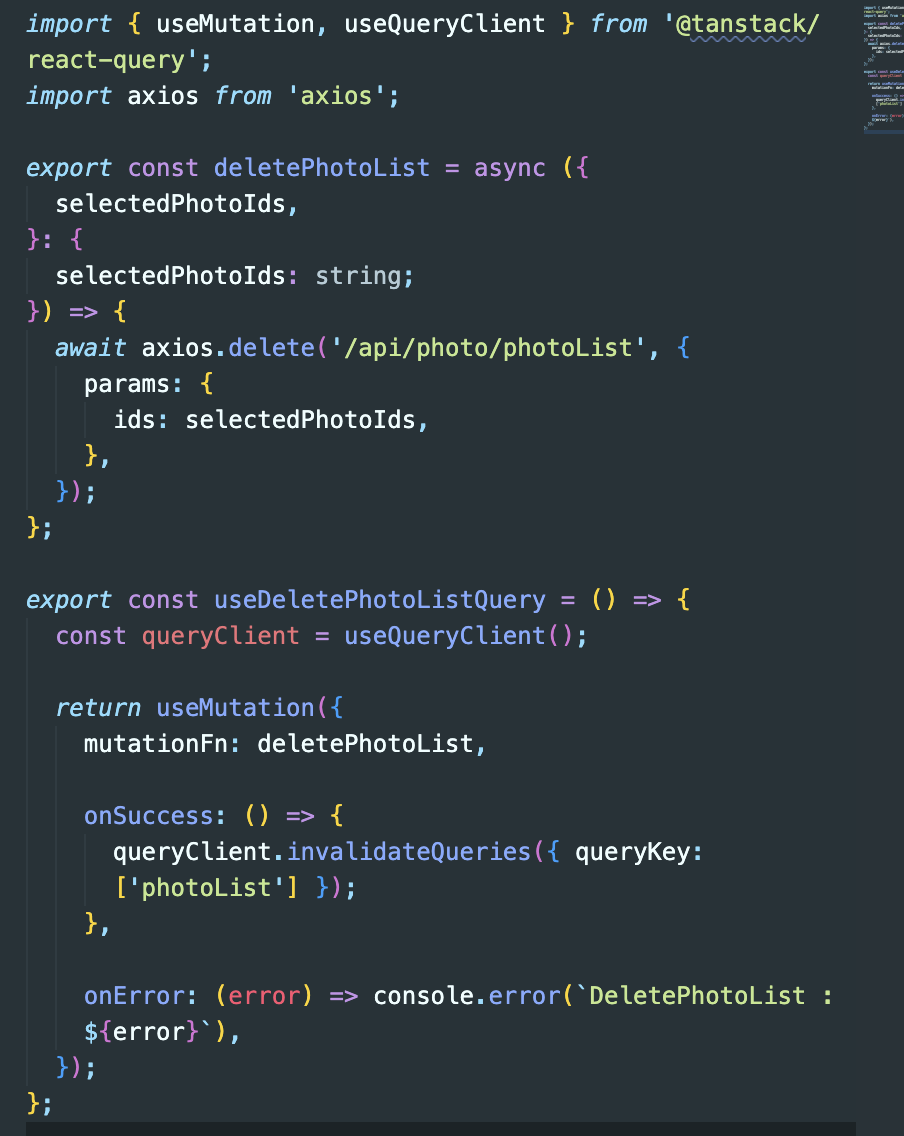 import { useMutation, useQueryClient } from '@tanstack/
react-query';
import axios from 'axios';

export const deletePhotoList = async ({
  selectedPhotoIds,
}: {
  selectedPhotoIds: string;
}) => {
  await axios.delete('/api/photo/photoList', {
    params: {
      ids: selectedPhotoIds,
    },
  });
};

export const useDeletePhotoListQuery = () => {
  const queryClient = useQueryClient();

  return useMutation({
    mutationFn: deletePhotoList,

    onSuccess: () => {
      queryClient.invalidateQueries({ queryKey:
      ['photoList'] });
    },

    onError: (error) => console.error(`DeletePhotoList :
    ${error}`),
  });
};